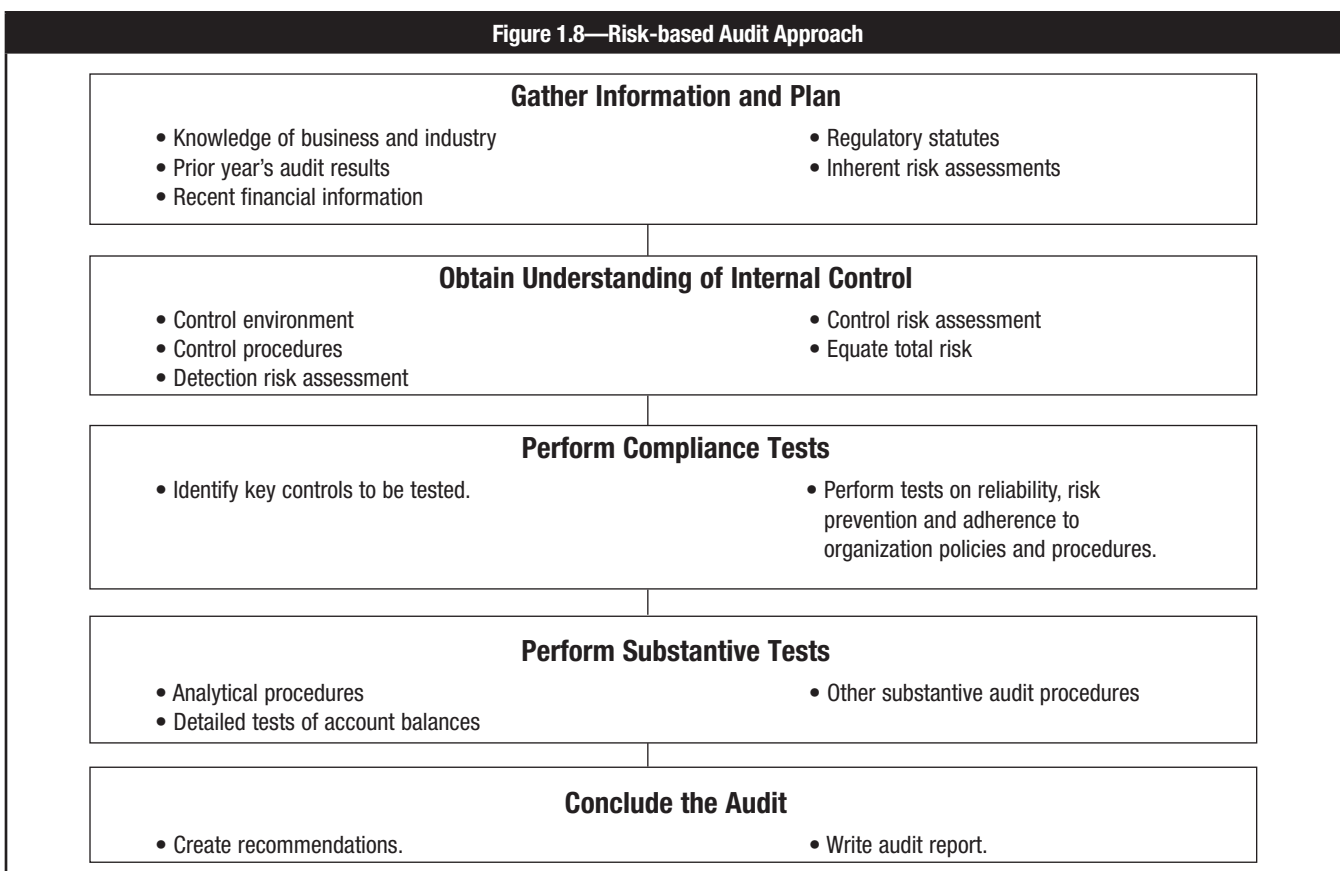 Figure 1.8—Risk-based Audit Approach
Gather Information and Plan
• Knowledge of business and industry
• Prior year's audit results
• Recent financial information
• Regulatory statutes
• Inherent risk assessments
Obtain Understanding of Internal Control
• Control environment
• Control procedures
• Detection risk assessment
• Control risk assessment
• Equate total risk
Perform Compliance Tests
• Identify key controls to be tested.
• Perform tests on reliability, risk
prevention and adherence to
organization policies and procedures.
Perform Substantive Tests
• Analytical procedures
• Detailed tests of account balances
• Other substantive audit procedures
Conclude the Audit
• Create recommendations.
• Write audit report.